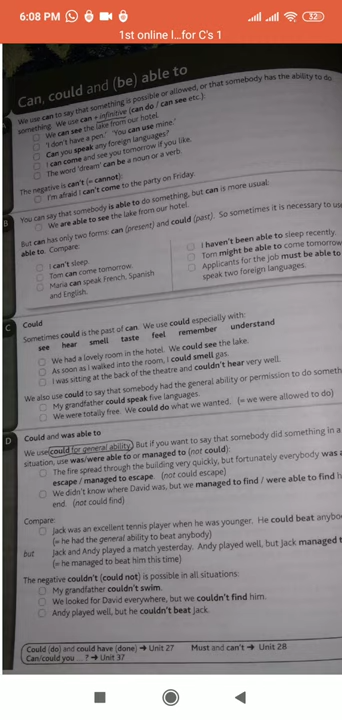 6:08 PM
32
1st online l...for C's 1
Can, could and (be) able to
We use can to say that something is possible or allowed, or that somebody has the ability to do
something. We use can + infinitive (can do / can see etc.):
We can see the lake from our hotel.
'I don't have a pen.' 'You can use mine.'
Can you speak any foreign languages?
I can come and see you tomorrow if you like.
The word 'dream' can be a noun or a verb.
The negative is can't (= cannot):
I'm afraid I can't come to the party on Friday.
B
You can say that somebody is able to do something, but can is more usual:
We are able to see the lake from our hotel.
But can has only two forms: can (present) and could (past). So sometimes it is necessary to us
able to. Compare:
I can't sleep.
Tom can come tomorrow.
Maria can speak French, Spanish
and English.
I haven't been able to sleep recently.
Tom might be able to come tomorrow
Applicants for the job must be able to
speak two foreign languages.
C
Could
Sometimes could is the past of can. We use could especially with:
see hear smell taste feel remember understand
We had a lovely room in the hotel. We could see the lake.
As soon as I walked into the room, I could smell gas.
I was sitting at the back of the theatre and couldn't hear very well.
We also use could to say that somebody had the general ability or permission to do someth
My grandfather could speak five languages.
We were totally free. We could do what we wanted. (= we were allowed to do)
D
Could and was able to
We use could for general ability. But if you want to say that somebody did something in a
situation, use was/were able to or managed to (not could):
The fire spread through the building very quickly, but fortunately everybody was
escape / managed to escape. (not could escape)
We didn't know where David was, but we managed to find / were able to find h
end. (not could find)
Compare:
Jack was an excellent tennis player when he was younger. He could beat anybo
(= he had the general ability to beat anybody)
but Jack and Andy played a match yesterday. Andy played well, but Jack managed t
(= he managed to beat him this time)
The negative couldn't (could not) is possible in all situations:
My grandfather couldn't swim.
We looked for David everywhere, but we couldn't find him.
Andy played well, but he couldn't beat Jack.
Could (do) and could have (done) → Unit 27 Must and can't → Unit 28
Can/could you ... ? → Unit 37